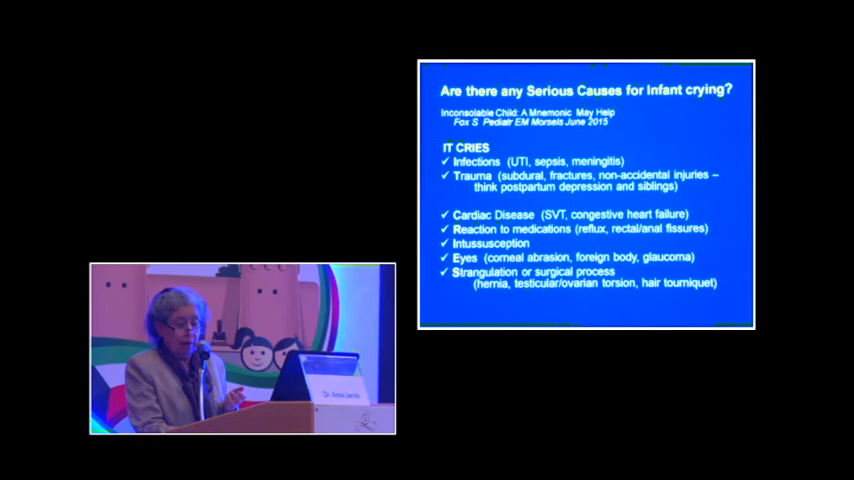 Are there any Serious Causes for Infant crying?
Inconsolable Child: A Mnemonic May Help
Fox S Pediatr EM Morsels June 2015
IT CRIES
✓ Infections (UTI, sepsis, meningitis)
✓ Trauma (subdural, fractures, non-accidental injuries –
think postpartum depression and siblings)
✓ Cardiac Disease (SVT, congestive heart failure)
✓ Reaction to medications (reflux, rectal/anal fissures)
✓ Intussusception
✓ Eyes (corneal abrasion, foreign body, glaucoma)
✓ Strangulation or surgical process
(hernia, testicular/ovarian torsion, hair tourniquet)
Dr.